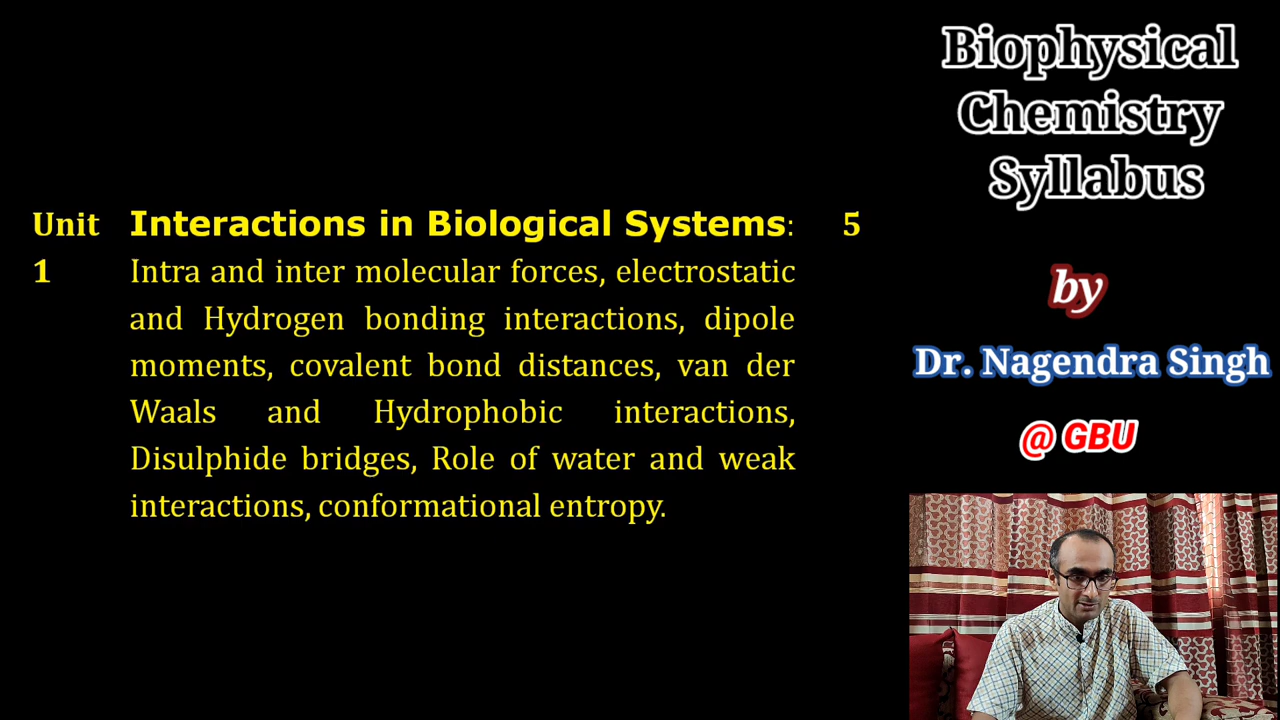 Unit Interactions in Biological Systems: 5
1 Intra and inter molecular forces, electrostatic
and Hydrogen bonding interactions, dipole
moments, covalent bond distances, van der
Waals and Hydrophobic interactions,
Disulphide bridges, Role of water and weak
interactions, conformational entropy.
Biophysical
Chemistry
Syllabus
by
Dr. Nagendra Singh
@ GBU